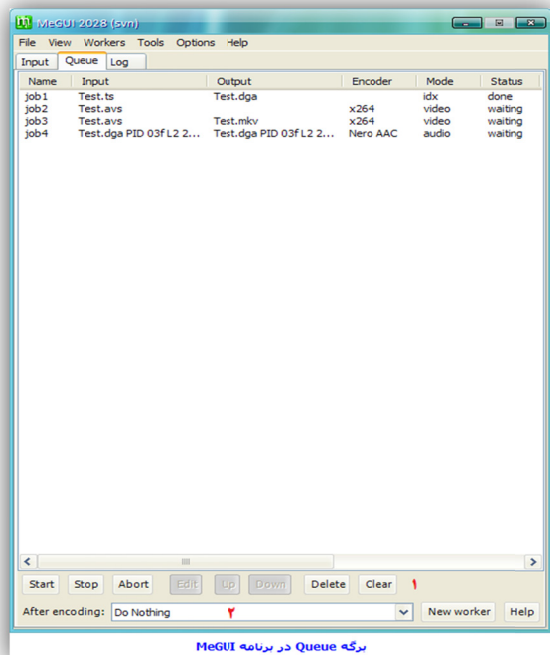 MeGUI 2028 (svn)
File View Workers Tools Options Help
Input Queue Log
Name Input Output Encoder Mode Status
job1 Test.ts Test.dga idx done
job2 Test.avs x264 video waiting
job3 Test.avs Test.mkv x264 video waiting
job4 Test.dga PID 03f L2 2... Test.dga PID 03f L2 2... Nero AAC audio waiting
Start Stop Abort Edit Up Down Delete Clear ۱
After encoding: Do Nothing ۲ New worker Help
برگه Queue در برنامه MeGUI